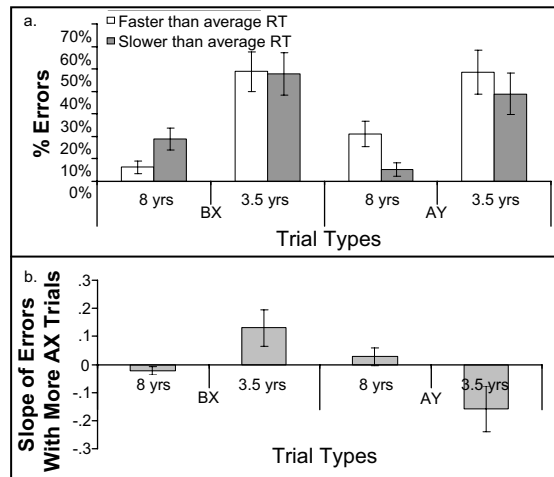 a.
Faster than average RT
Slower than average RT
70%
60%
50%
40%
30%
20%
10%
0%
% Errors
8 yrs 3.5 yrs 8 yrs 3.5 yrs
BX AY
Trial Types
b.
.3
.2
.1
0
-.1
-.2
-.3
Slope of Errors
With More AX Trials
8 yrs 3.5 yrs 8 yrs 3.5 yrs
BX AY
Trial Types